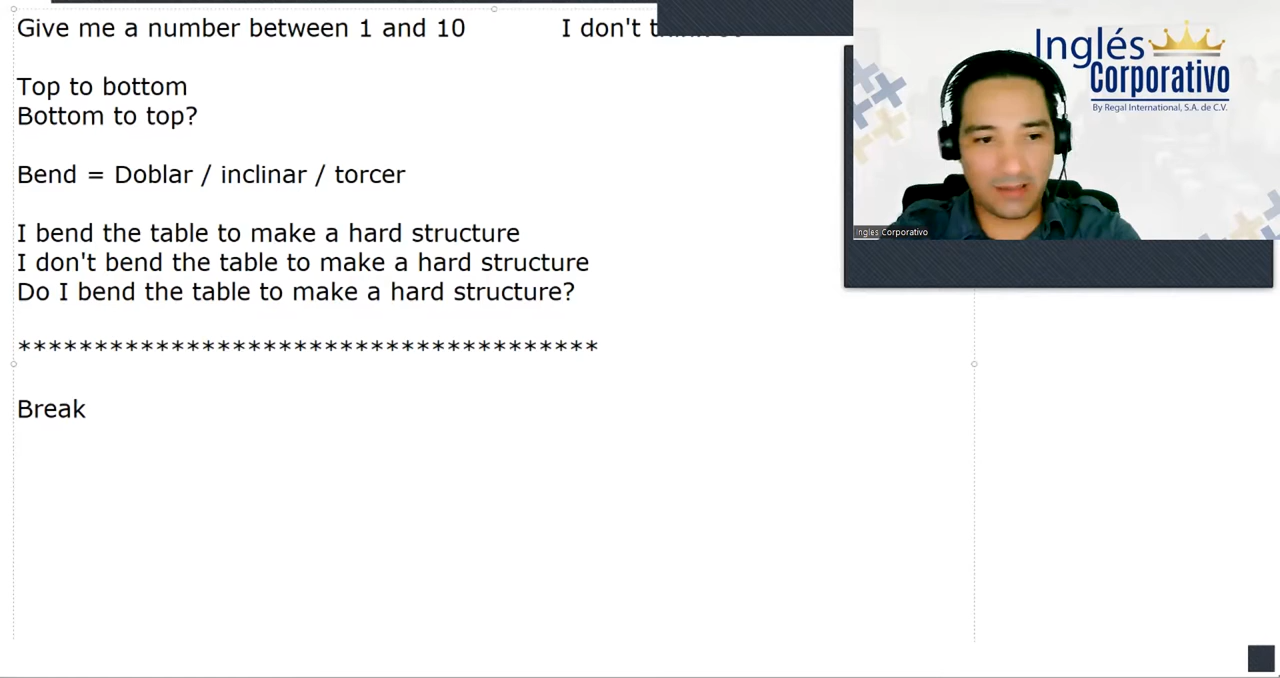 Give me a number between 1 and 10 I don't
Top to bottom
Bottom to top?
Bend = Doblar / inclinar / torcer
I bend the table to make a hard structure
I don't bend the table to make a hard structure
Do I bend the table to make a hard structure?
***************************************
Break
Inglés
Corporativo
By Regal International, S.A. de C.V.
Inglés Corporativo